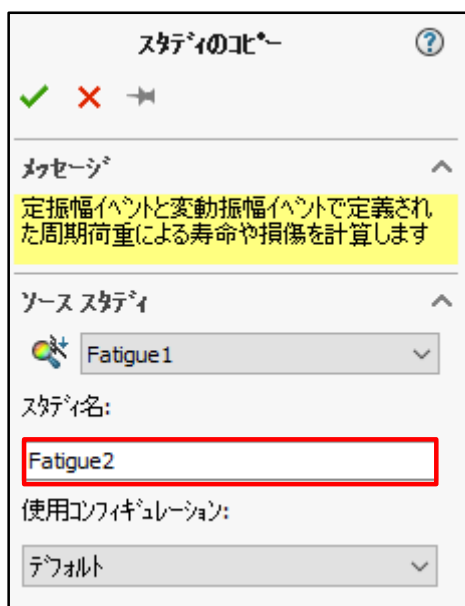 ｽﾀﾃﾞｨのｺﾋﾟｰ
ﾒｯｾｰｼﾞ
定振幅ｲﾍﾞﾝﾄと変動振幅ｲﾍﾞﾝﾄで定義され
た周期荷重による寿命や損傷を計算します
ｿｰｽ ｽﾀﾃﾞｨ
Fatigue1
ｽﾀﾃﾞｨ名:
Fatigue2
使用ｺﾝﾌｨｷﾞｭﾚｰｼｮﾝ:
ﾃﾞﾌｫﾙﾄ